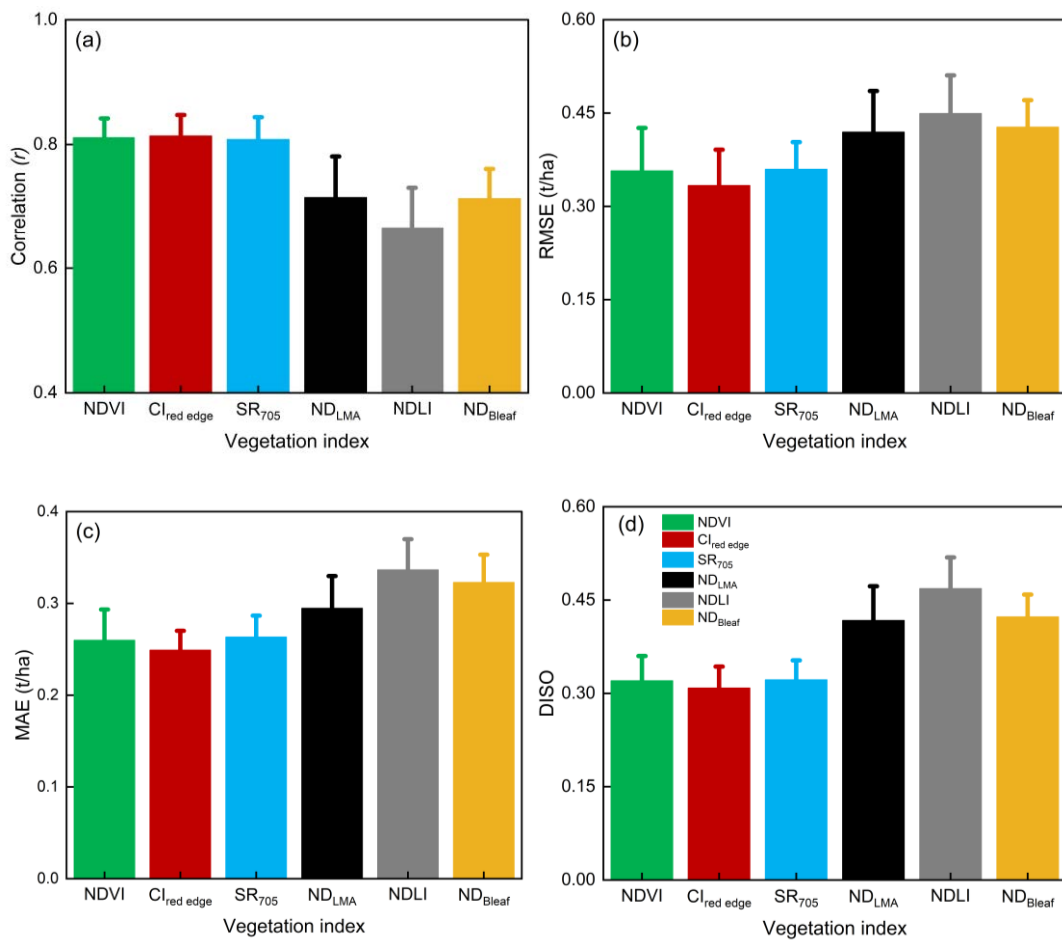 (a)
Correlation (r)
1.0
0.8
0.6
0.4
NDVI CIred edge SR705 NDLMA NDLI NDBleaf
Vegetation index
(b)
RMSE (t/ha)
0.60
0.45
0.30
0.15
0.00
NDVI CIred edge SR705 NDLMA NDLI NDBleaf
Vegetation index
(c)
MAE (t/ha)
0.4
0.3
0.2
0.1
0.0
NDVI CIred edge SR705 NDLMA NDLI NDBleaf
Vegetation index
(d)
NDVI
CIred edge
SR705
NDLMA
NDLI
NDBleaf
DISO
0.60
0.45
0.30
0.15
0.00
NDVI CIred edge SR705 NDLMA NDLI NDBleaf
Vegetation index